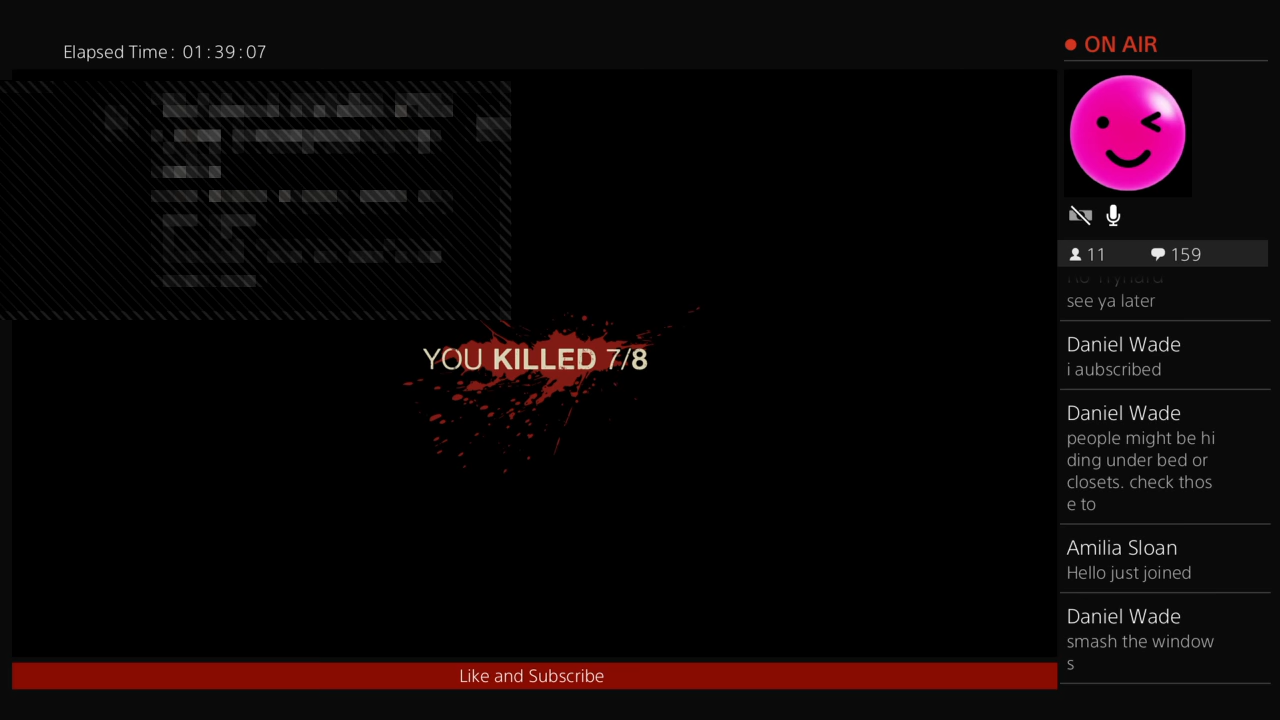 Elapsed Time: 01:39:07
ON AIR
11 159
see ya later
Daniel Wade
i aubscribed
Daniel Wade
people might be hi
ding under bed or
closets. check thos
e to
Amilia Sloan
Hello just joined
Daniel Wade
smash the window
s
YOU KILLED 7/8
Like and Subscribe